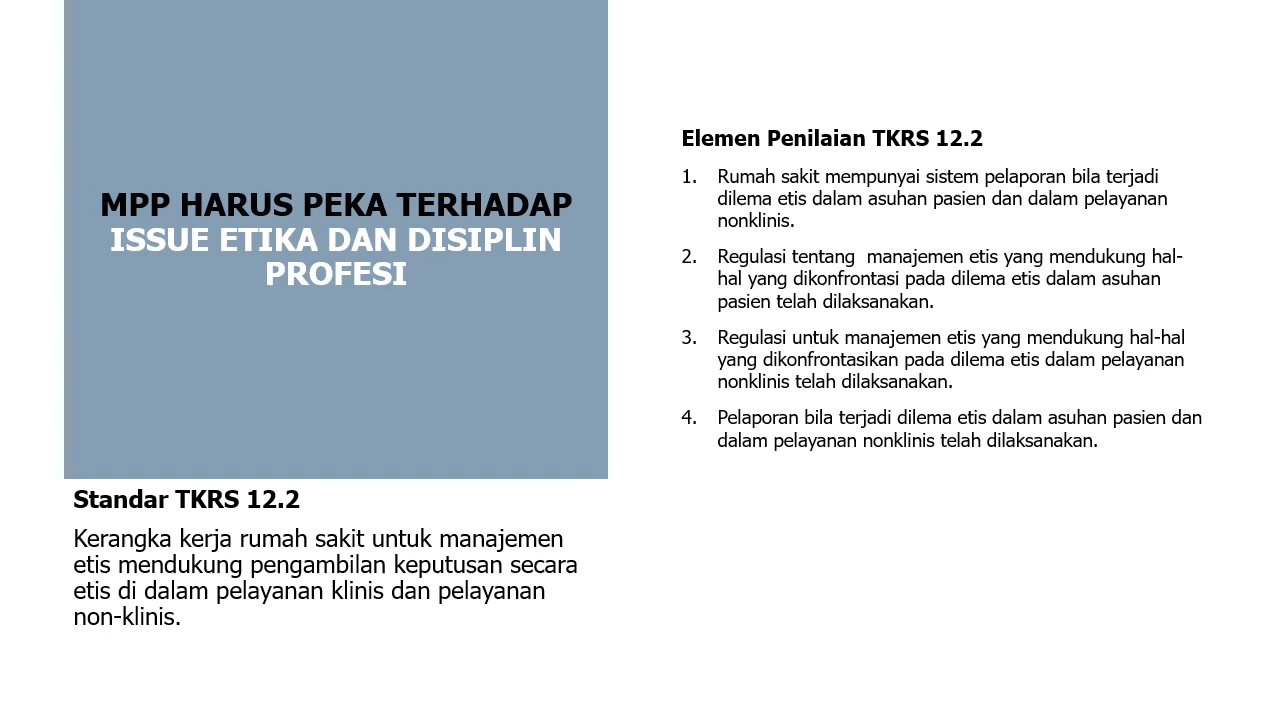 MPP HARUS PEKA TERHADAP
ISSUE ETIKA DAN DISIPLIN
PROFESI
Standar TKRS 12.2
Kerangka kerja rumah sakit untuk manajemen
etis mendukung pengambilan keputusan secara
etis di dalam pelayanan klinis dan pelayanan
non-klinis.
Elemen Penilaian TKRS 12.2
1. Rumah sakit mempunyai sistem pelaporan bila terjadi
dilema etis dalam asuhan pasien dan dalam pelayanan
nonklinis.
2. Regulasi tentang  manajemen etis yang mendukung hal-
hal yang dikonfrontasi pada dilema etis dalam asuhan
pasien telah dilaksanakan.
3. Regulasi untuk manajemen etis yang mendukung hal-hal
yang dikonfrontasikan pada dilema etis dalam pelayanan
nonklinis telah dilaksanakan.
4. Pelaporan bila terjadi dilema etis dalam asuhan pasien dan
dalam pelayanan nonklinis telah dilaksanakan.